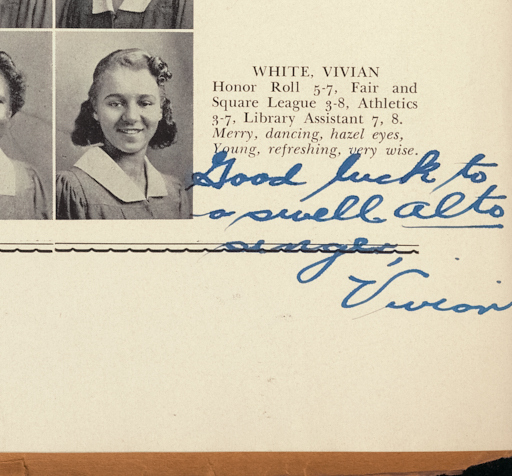 WHITE, VIVIAN
Honor Roll 5-7, Fair and
Square League 3-8, Athletics
3-7, Library Assistant 7, 8.
Merry, dancing, hazel eyes,
Young, refreshing, very wise.
Good luck to
a swell alto
singer,
Vivian